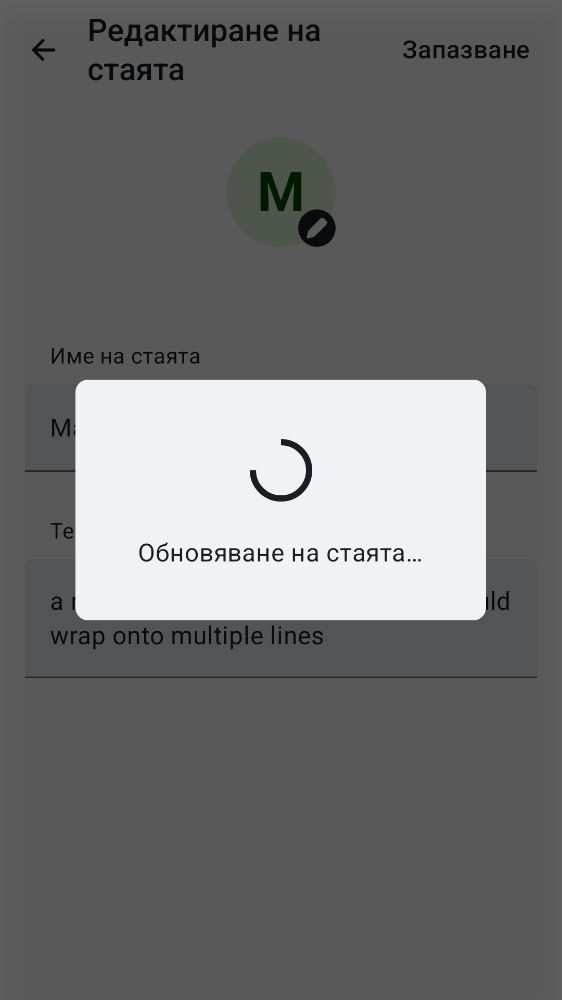 Редактиране на
стаята
Запазване
M
Име на стаята
Обновяване на стаята…
a
wrap onto multiple lines